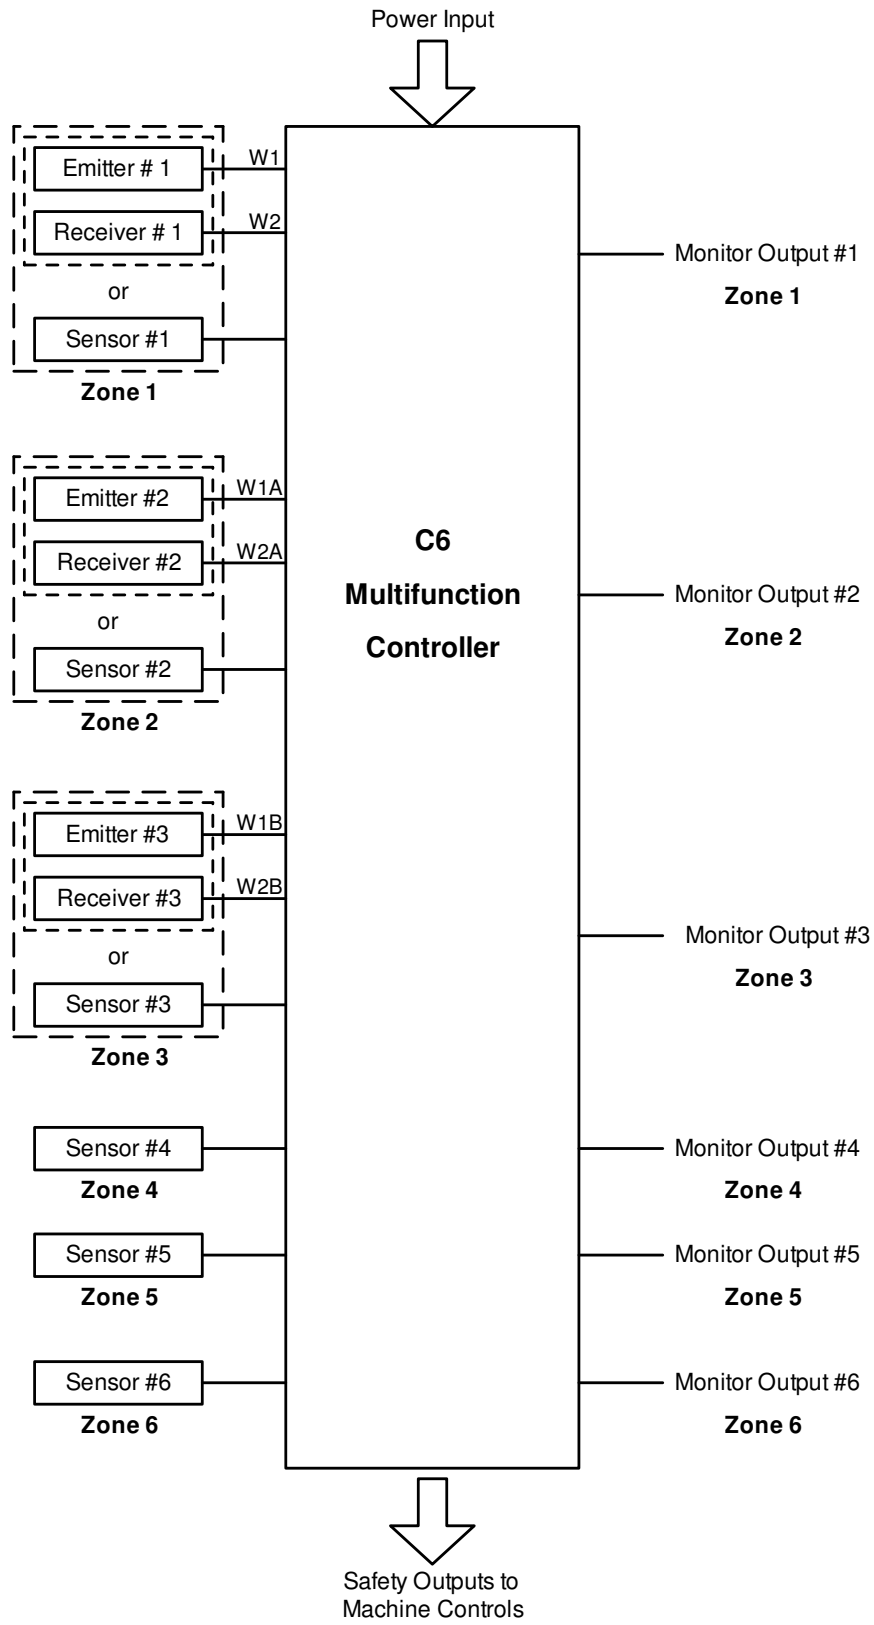 Power Input
Emitter # 1
W1
Receiver # 1
W2
or
Sensor #1
Zone 1
Emitter #2
W1A
Receiver #2
W2A
or
Sensor #2
Zone 2
Emitter #3
W1B
Receiver #3
W2B
or
Sensor #3
Zone 3
Sensor #4
Zone 4
Sensor #5
Zone 5
Sensor #6
Zone 6
C6
Multifunction
Controller
Monitor Output #1
Zone 1
Monitor Output #2
Zone 2
Monitor Output #3
Zone 3
Monitor Output #4
Zone 4
Monitor Output #5
Zone 5
Monitor Output #6
Zone 6
Safety Outputs to
Machine Controls